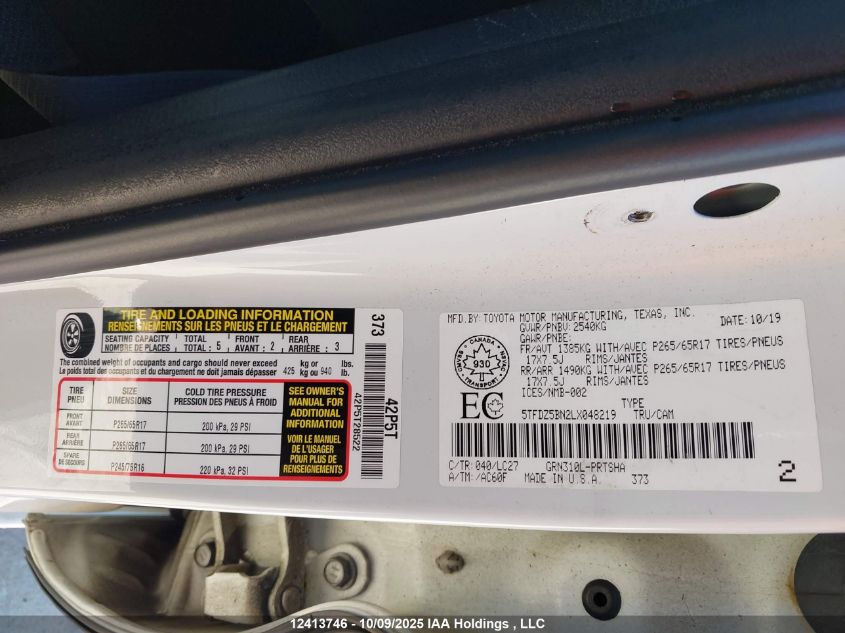 TIRE AND LOADING INFORMATION
RENSEIGNEMENTS SUR LES PNEUS ET LE CHARGEMENT
SEATING CAPACITY TOTAL FRONT REAR
NOMBRE DE PLACES : TOTAL : 5 AVANT : 2 ARRIÈRE : 3
The combined weight of occupants and cargo should never exceed 425 kg or 940 lbs.
Le poids total des occupants et du chargement ne doit jamais dépasser kg ou lb.
TIRE SIZE COLD TIRE PRESSURE
PNEU DIMENSIONS PRESSION DES PNEUS À FROID
FRONT AVANT P265/65R17 200 kPa, 29 PSI
REAR ARRIÈRE P265/65R17 200 kPa, 29 PSI
SPARE DE SECOURS P245/75R16 220 kPa, 32 PSI
SEE OWNER'S
MANUAL FOR
ADDITIONAL
INFORMATION
VOIR LE MANUEL
DE L'USAGER
POUR PLUS DE
RENSEIGNEMENTS
373
42P5T
42P5T28522
MFD.BY: TOYOTA MOTOR MANUFACTURING, TEXAS, INC. DATE: 10/19
GVWR/PNBV: 2540KG
GAWR/PNBE:
FR/AVT 1385KG WITH/AVEC P265/65R17 TIRES/PNEUS
17X7.5J RIMS/JANTES
RR/ARR 1490KG WITH/AVEC P265/65R17 TIRES/PNEUS
17X7.5J RIMS/JANTES
ICES/NMB-002
CANADA
930
TRANSPORT
EC
TYPE
5TFDZ5BN2LX048219 TRU/CAM
C/TR: 040/LC27 GRN310L-PRTSHA
A/TM: /AC60F MADE IN U.S.A. 373
2
12413746 - 10/09/2025 IAA Holdings , LLC